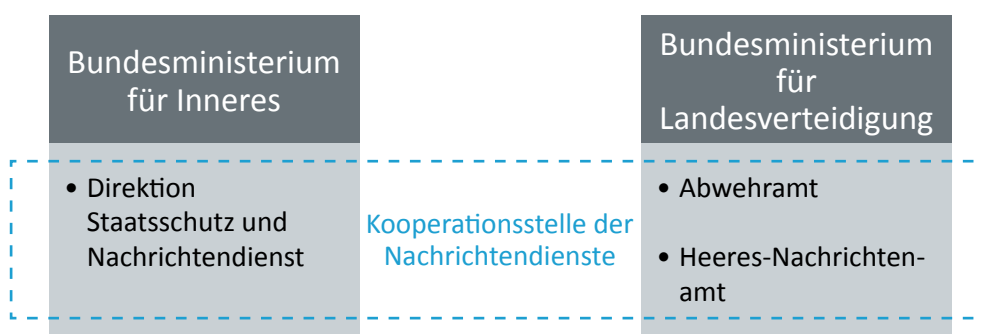 Bundesministerium
für Inneres
Bundesministerium
für
Landesverteidigung
• Direktion
Staatsschutz und
Nachrichtendienst
Kooperationsstelle der
Nachrichtendienste
• Abwehramt
• Heeres-Nachrichten-
amt